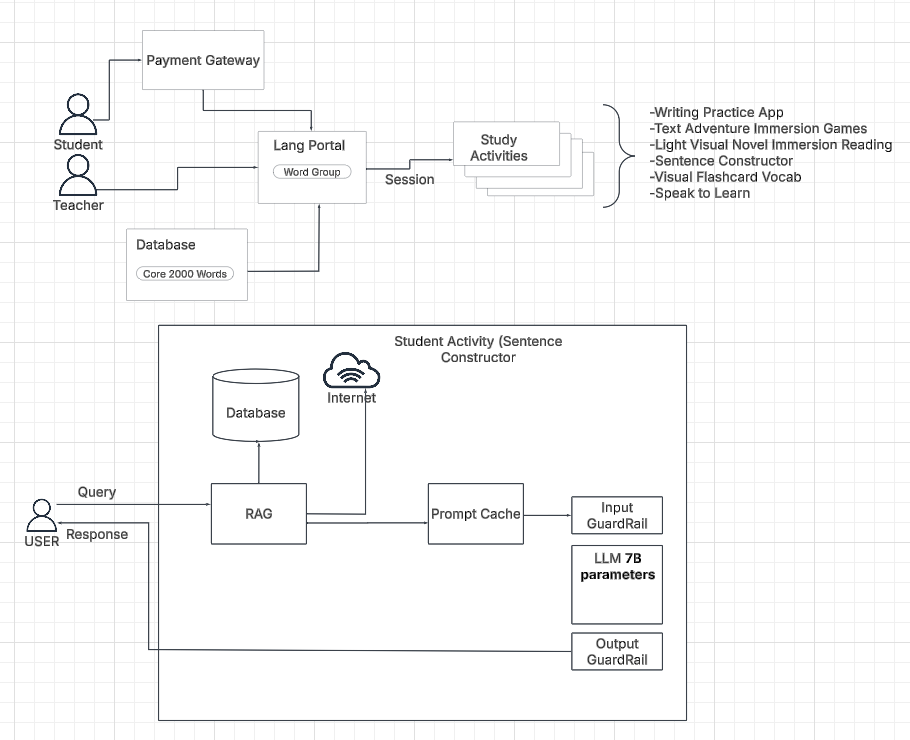 Payment Gateway
Student
Teacher
Lang Portal
Word Group
Session
Study
Activities
-Writing Practice App
-Text Adventure Immersion Games
-Light Visual Novel Immersion Reading
-Sentence Constructor
-Visual Flashcard Vocab
-Speak to Learn
Database
Core 2000 Words
Student Activity (Sentence
Constructor
Internet
Database
Query
RAG
Prompt Cache
Input
GuardRail
USER
Response
LLM 7B
parameters
Output
GuardRail